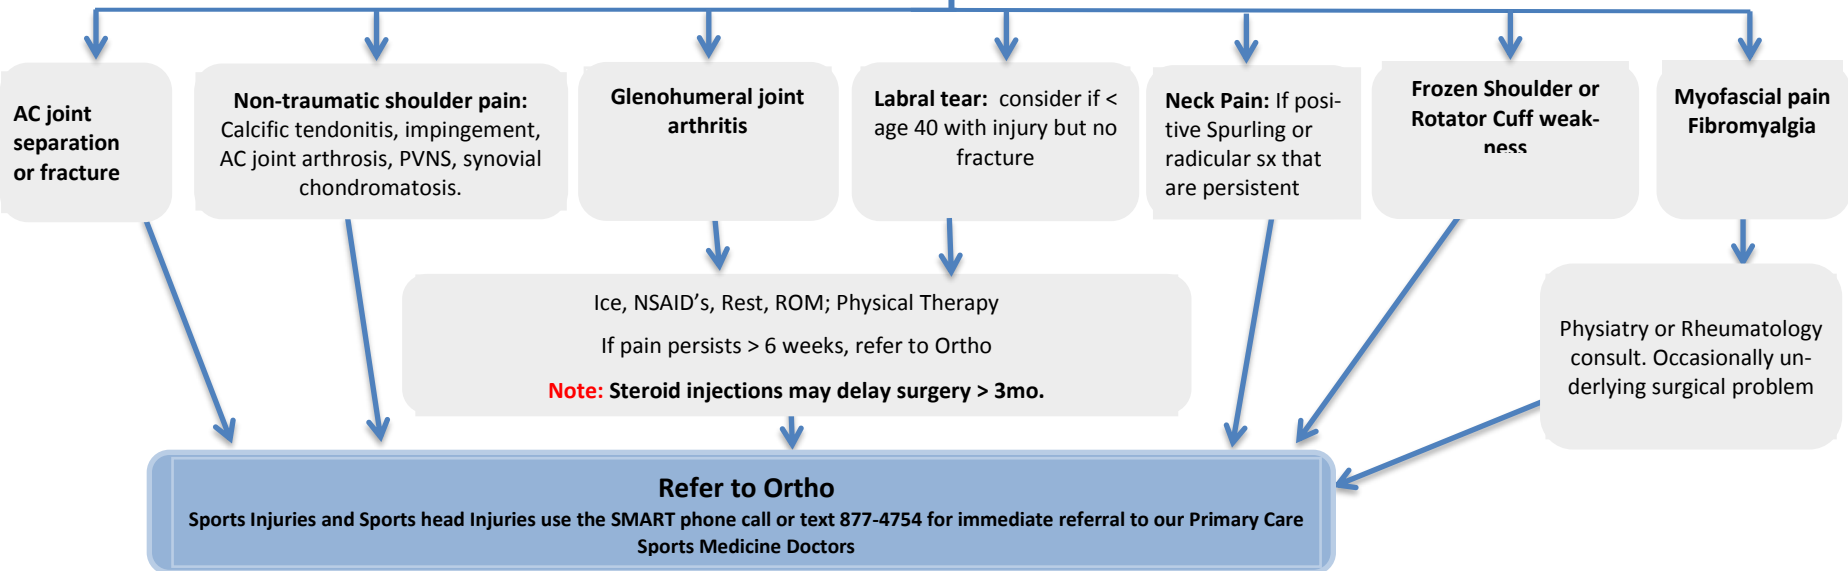 AC joint
separation
or fracture
Non-traumatic shoulder pain:
Calcific tendonitis, impingement,
AC joint arthrosis, PVNS, synovial
chondromatosis.
Glenohumeral joint
arthritis
Labral tear: consider if <
age 40 with injury but no
fracture
Neck Pain: If posi-
tive Spurling or
radicular sx that
are persistent
Frozen Shoulder or
Rotator Cuff weak-
ness
Myofascial pain
Fibromyalgia
Ice, NSAID's, Rest, ROM; Physical Therapy
If pain persists > 6 weeks, refer to Ortho
Note: Steroid injections may delay surgery > 3mo.
Physiatry or Rheumatology
consult. Occasionally un-
derlying surgical problem
Refer to Ortho
Sports Injuries and Sports head Injuries use the SMART phone call or text 877-4754 for immediate referral to our Primary Care
Sports Medicine Doctors